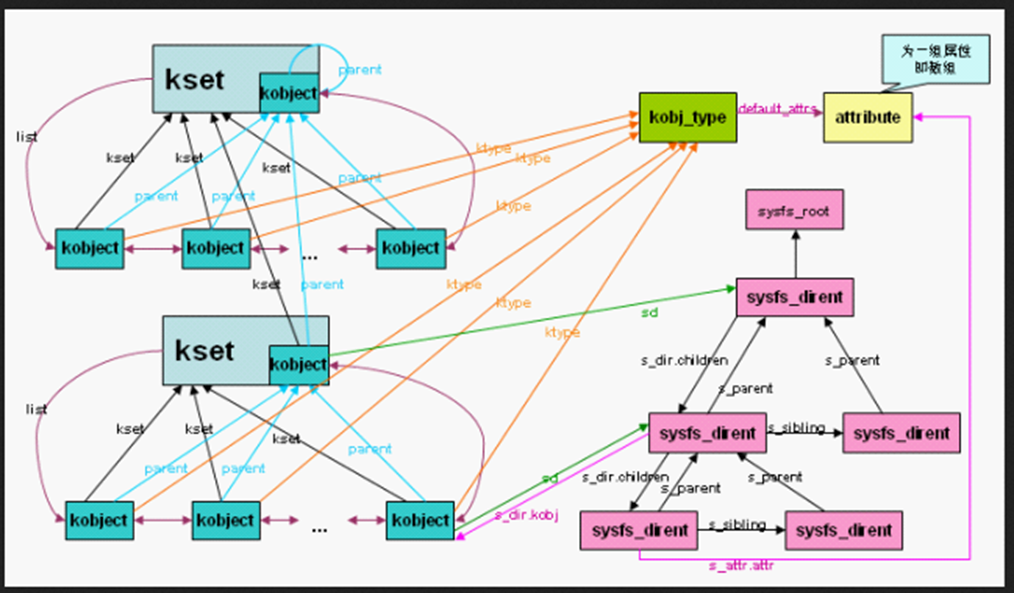 为一组属性
即数组
kset
parent
kobject
kobj_type
default_attrs
attribute
list
kset
kset
kset
ktype
ktype
parent
parent
parent
ktype
sysfs_root
kobject
kobject
...
kobject
kset
parent
ktype
ktype
sysfs_dirent
sd
ktype
kset
kobject
s_dir.children
s_parent
s_parent
list
kset
kset
kset
s_sibling
sysfs_dirent
sysfs_dirent
parent
parent
parent
sd
s_dir.children
s_parent
s_parent
s_dir.kobj
kobject
kobject
...
kobject
sysfs_dirent
s_sibling
sysfs_dirent
s_attr.attr